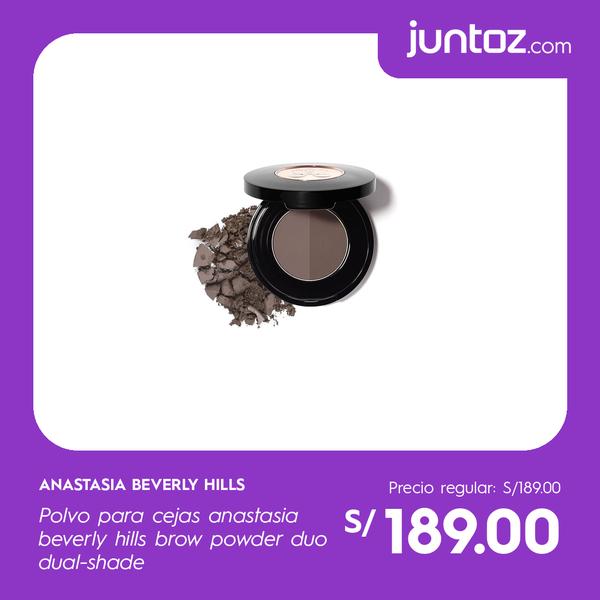 juntoz.com
ANASTASIA BEVERLY HILLS
Polvo para cejas anastasia
beverly hills brow powder duo
dual-shade
Precio regular: S/189.00
S/ 189.00